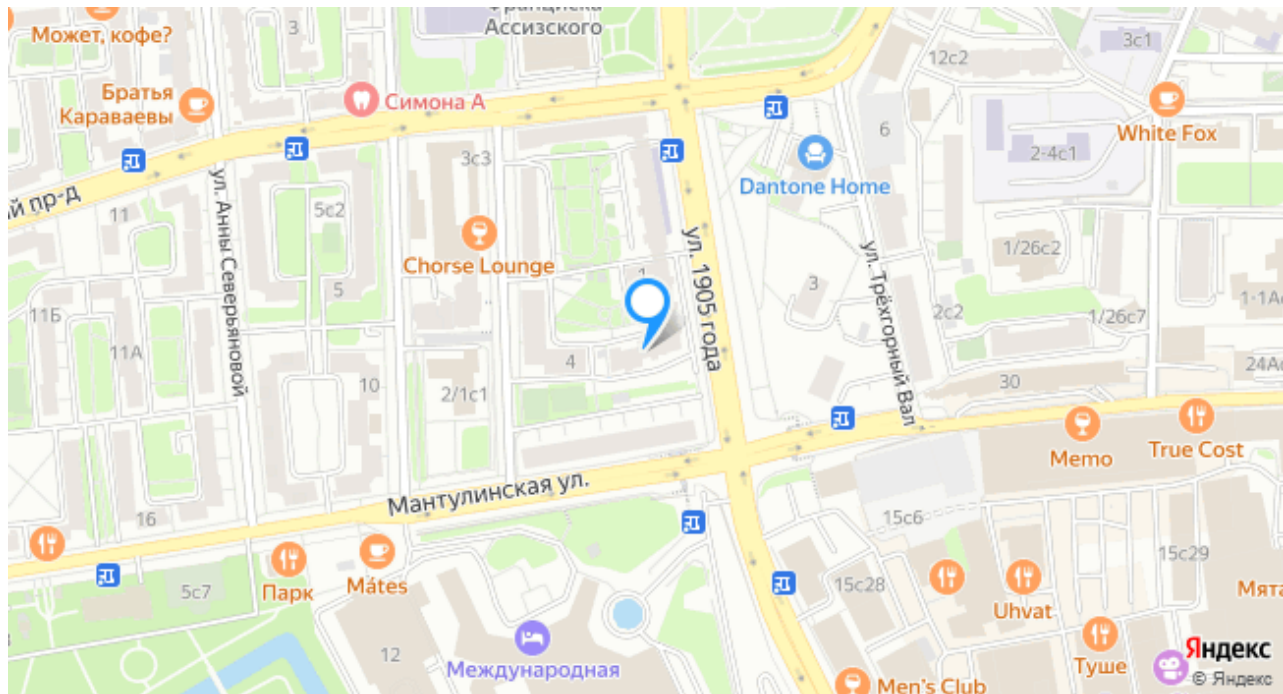 Франциска
Ассизского
Может, кофе?
3
12с2
3с1
Братья
Караваевы
Симона А
6
White Fox
2-4с1
3с3
Dantone Home
й пр-д
11
5с2
ул. Анны Северьяновой
Chorse Lounge
ул. 1905 года
ул. Трёхгорный Вал
1/26с2
1
3
5
11Б
2с2
1/26с7
1-1Ас
11А
4
10
2/1с1
30
24Ас
Memo
True Cost
Мантулинская ул.
16
15с6
5с7
Парк
Mátes
15с28
Uhvat
15с29
Мята
12
Международная
Туше
Men's Club
Яндекс
© Яндекс